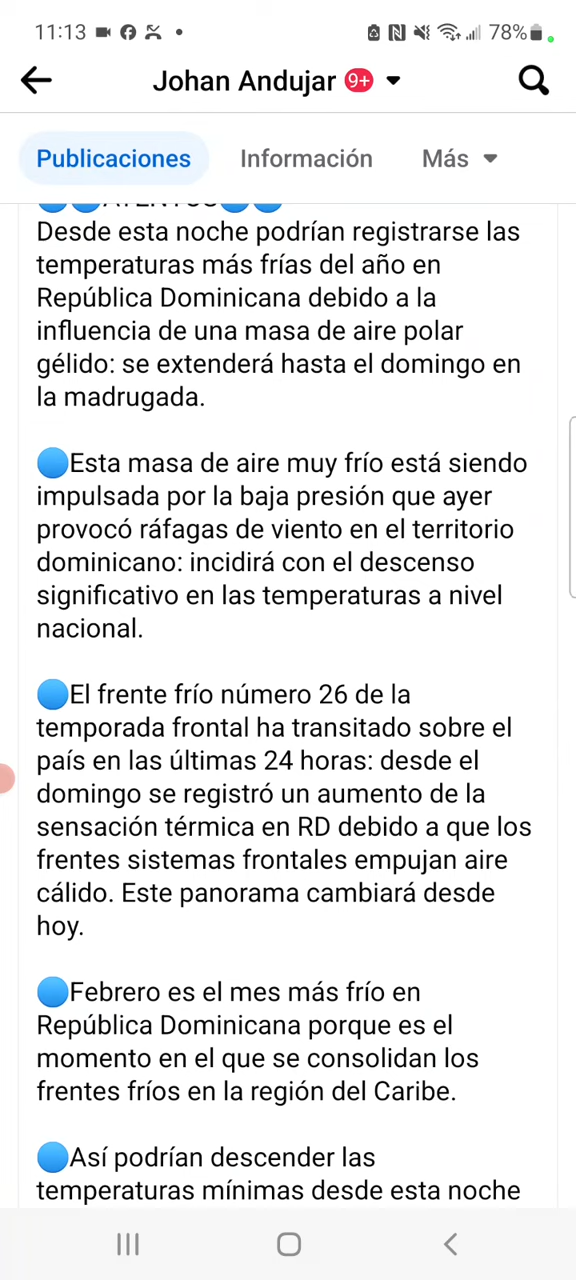 11:13
78%
Johan Andujar 9+
Publicaciones Información Más
Desde esta noche podrían registrarse las
temperaturas más frías del año en
República Dominicana debido a la
influencia de una masa de aire polar
gélido: se extenderá hasta el domingo en
la madrugada.
🔵Esta masa de aire muy frío está siendo
impulsada por la baja presión que ayer
provocó ráfagas de viento en el territorio
dominicano: incidirá con el descenso
significativo en las temperaturas a nivel
nacional.
🔵El frente frío número 26 de la
temporada frontal ha transitado sobre el
país en las últimas 24 horas: desde el
domingo se registró un aumento de la
sensación térmica en RD debido a que los
frentes sistemas frontales empujan aire
cálido. Este panorama cambiará desde
hoy.
🔵Febrero es el mes más frío en
República Dominicana porque es el
momento en el que se consolidan los
frentes fríos en la región del Caribe.
🔵Así podrían descender las
temperaturas mínimas desde esta noche